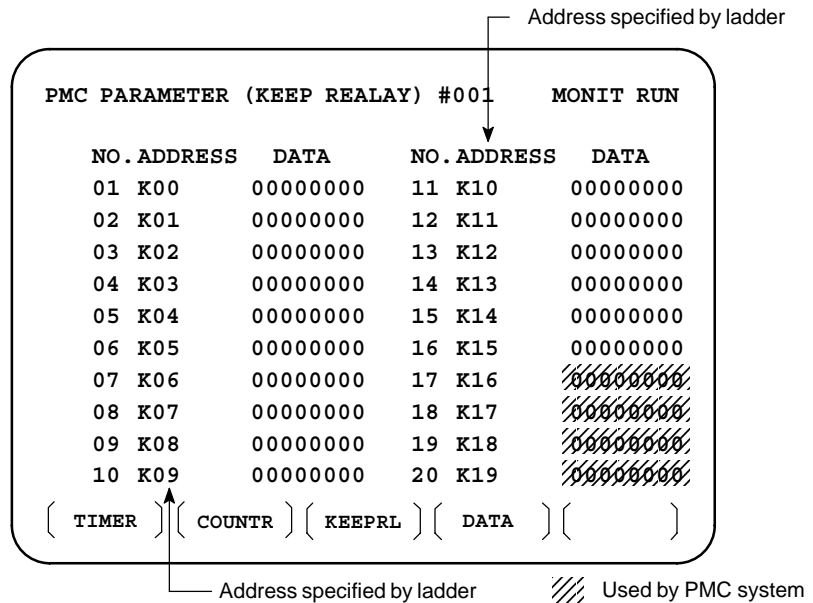 Address specified by ladder
PMC PARAMETER (KEEP REALAY) #001 MONIT RUN
NO. ADDRESS DATA NO. ADDRESS DATA
01 K00 00000000 11 K10 00000000
02 K01 00000000 12 K11 00000000
03 K02 00000000 13 K12 00000000
04 K03 00000000 14 K13 00000000
05 K04 00000000 15 K14 00000000
06 K05 00000000 16 K15 00000000
07 K06 00000000 17 K16 00000000
08 K07 00000000 18 K17 00000000
09 K08 00000000 19 K18 00000000
10 K09 00000000 20 K19 00000000
TIMER COUNTR KEEPRL DATA
Address specified by ladder Used by PMC system